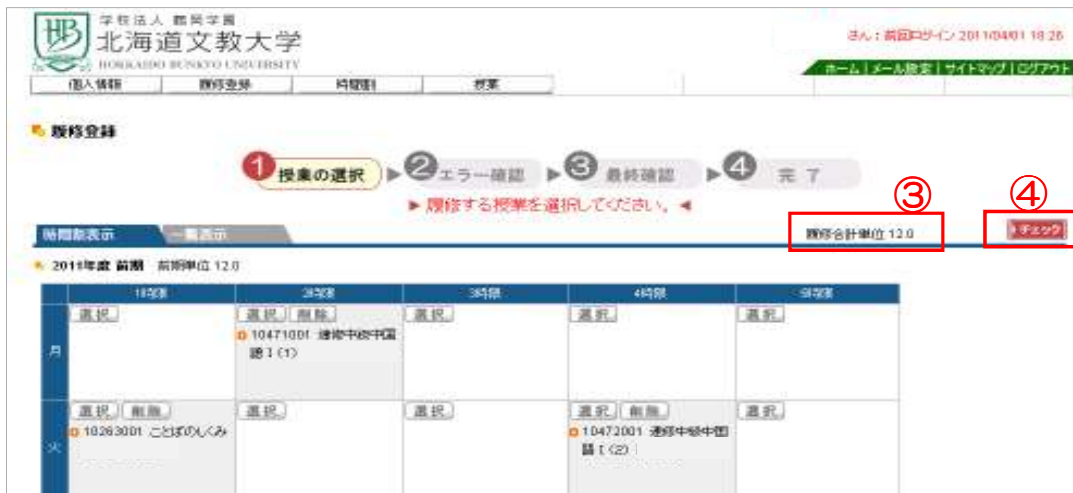 学校法人 鶴岡学園
北海道文教大学
HOKKAIDO BUNKYO UNIVERSITY
さん：前回ログイン 2011/04/01 18:26
ホーム | メール設定 | サイトマップ | ログアウト
個人情報 履修登録 時間割 授業
履修登録
1 授業の選択 ▶ 2 エラー確認 ▶ 3 最終確認 ▶ 4 完了
▶ 履修する授業を選択してください。 ◀
③ ④
時間割表示 一覧表示 履修合計単位 12.0 チェック
2011年度 前期 前期単位 12.0
1時限 2時限 3時限 4時限 5時限
月
選択 選択 削除 選択 選択 選択
10471001 速修中級中国
語Ⅰ(1)
火
選択 削除 選択 選択 選択 削除 選択
10263001 ことばのしくみ
10472001 速修中級中国
語Ⅰ(2)